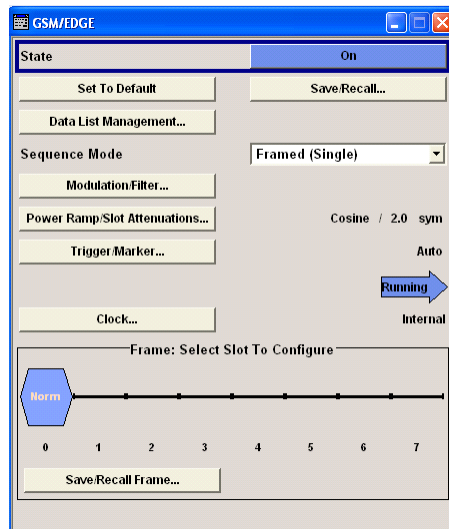 GSM/EDGE
State On
Set To Default Save/Recall...
Data List Management...
Sequence Mode Framed (Single)
Modulation/Filter...
Power Ramp/Slot Attenuations... Cosine / 2.0 sym
Trigger/Marker... Auto
Running
Clock... Internal
Frame: Select Slot To Configure
Norm
0 1 2 3 4 5 6 7
Save/Recall Frame...